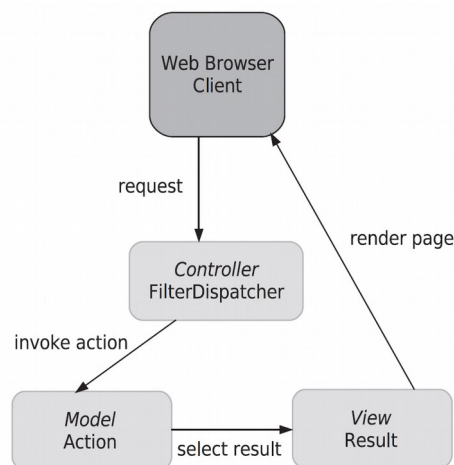 Web Browser
Client
request
render page
Controller
FilterDispatcher
invoke action
Model
Action
select result
View
Result